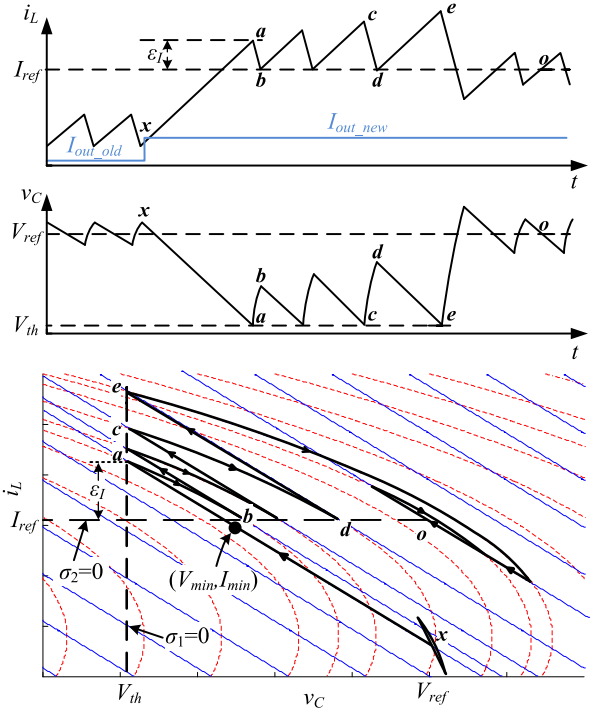 i_L
a
c
e
ε_I
I_ref
b
d
o
x
I_out_old
I_out_new
t
v_C
x
V_ref
o
d
b
V_th
a
c
e
t
e
c
a
ε_I
i_L
I_ref
b
d
o
σ_2=0
(V_min,I_min)
x
σ_1=0
V_th
v_C
V_ref